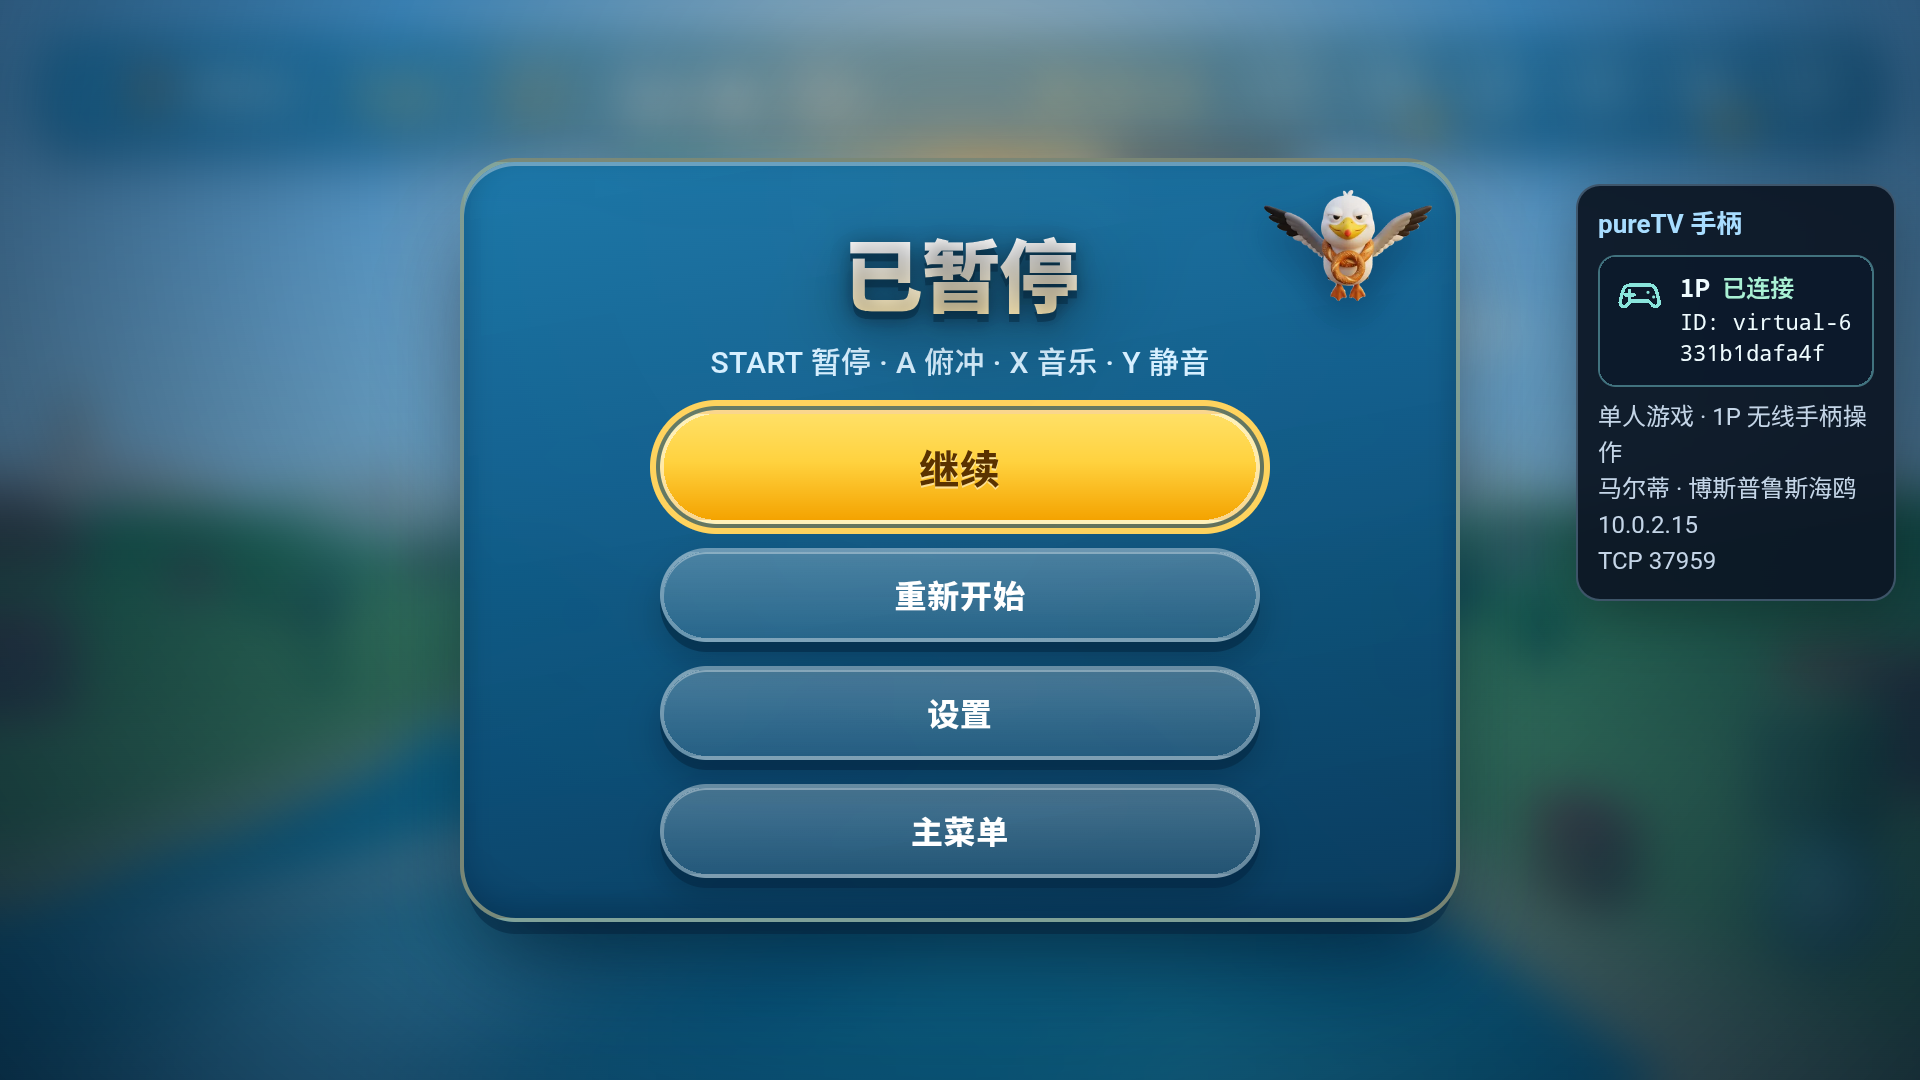 已暂停
START 暂停 · A 俯冲 · X 音乐 · Y 静音
继续
重新开始
设置
主菜单
pureTV 手柄
1P 已连接
ID: virtual-6
331b1dafa4f
单人游戏 · 1P 无线手柄操
作
马尔蒂 · 博斯普鲁斯海鸥
10.0.2.15
TCP 37959